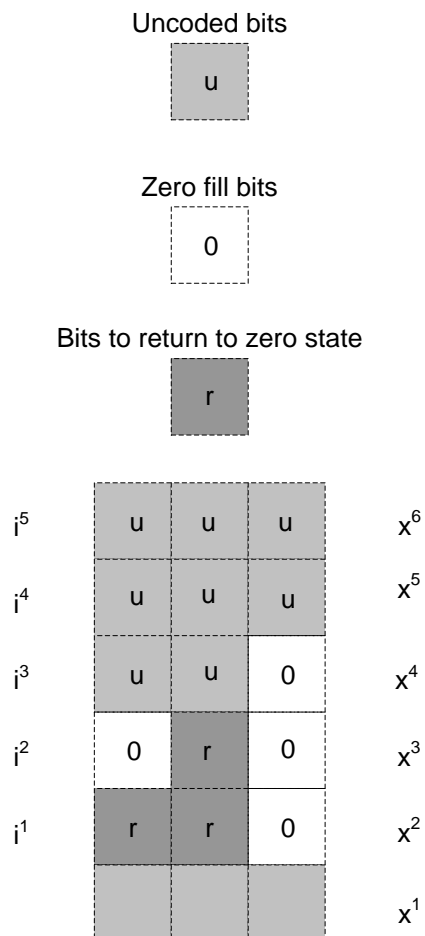 Uncoded bits
u
Zero fill bits
0
Bits to return to zero state
r
i⁵ u u u x⁶
i⁴ u u u x⁵
i³ u u 0 x⁴
i² 0 r 0 x³
i¹ r r 0 x²
x¹